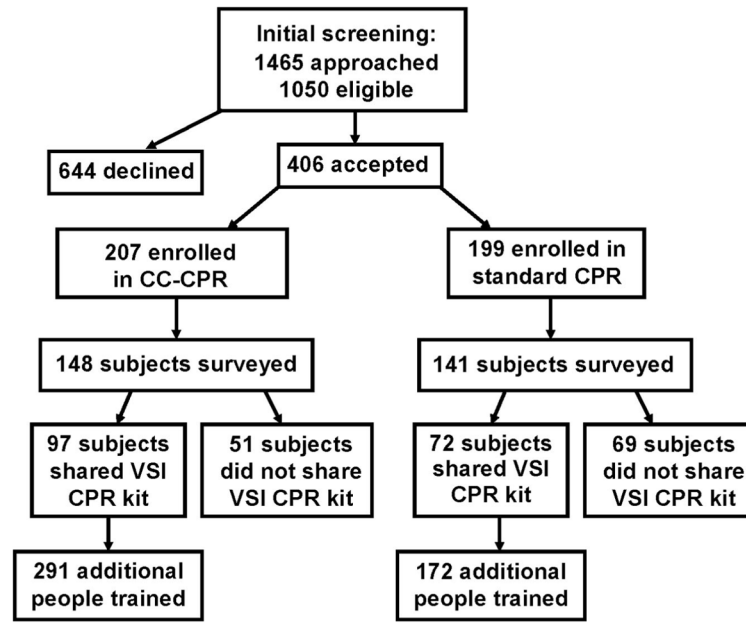 Initial screening:
1465 approached
1050 eligible
644 declined
406 accepted
207 enrolled
in CC-CPR
199 enrolled in
standard CPR
148 subjects surveyed
141 subjects surveyed
97 subjects
shared VSI
CPR kit
51 subjects
did not share
VSI CPR kit
72 subjects
shared VSI
CPR kit
69 subjects
did not share
VSI CPR kit
291 additional
people trained
172 additional
people trained